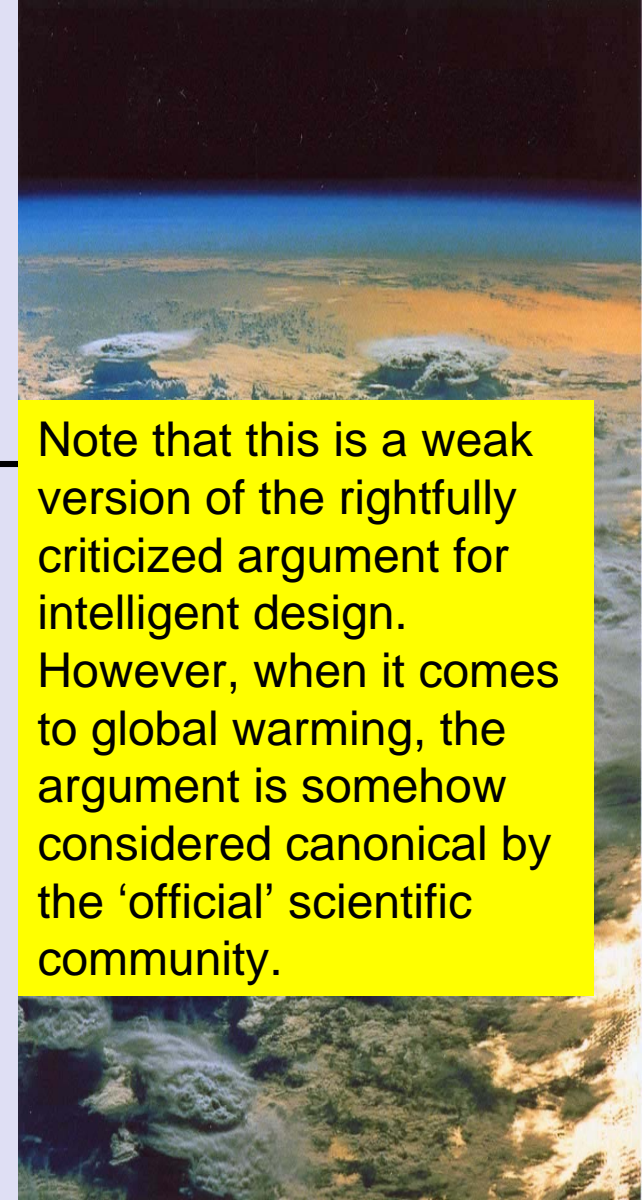 Note that this is a weak
version of the rightfully
criticized argument for
intelligent design.
However, when it comes
to global warming, the
argument is somehow
considered canonical by
the ‘official’ scientific
community.